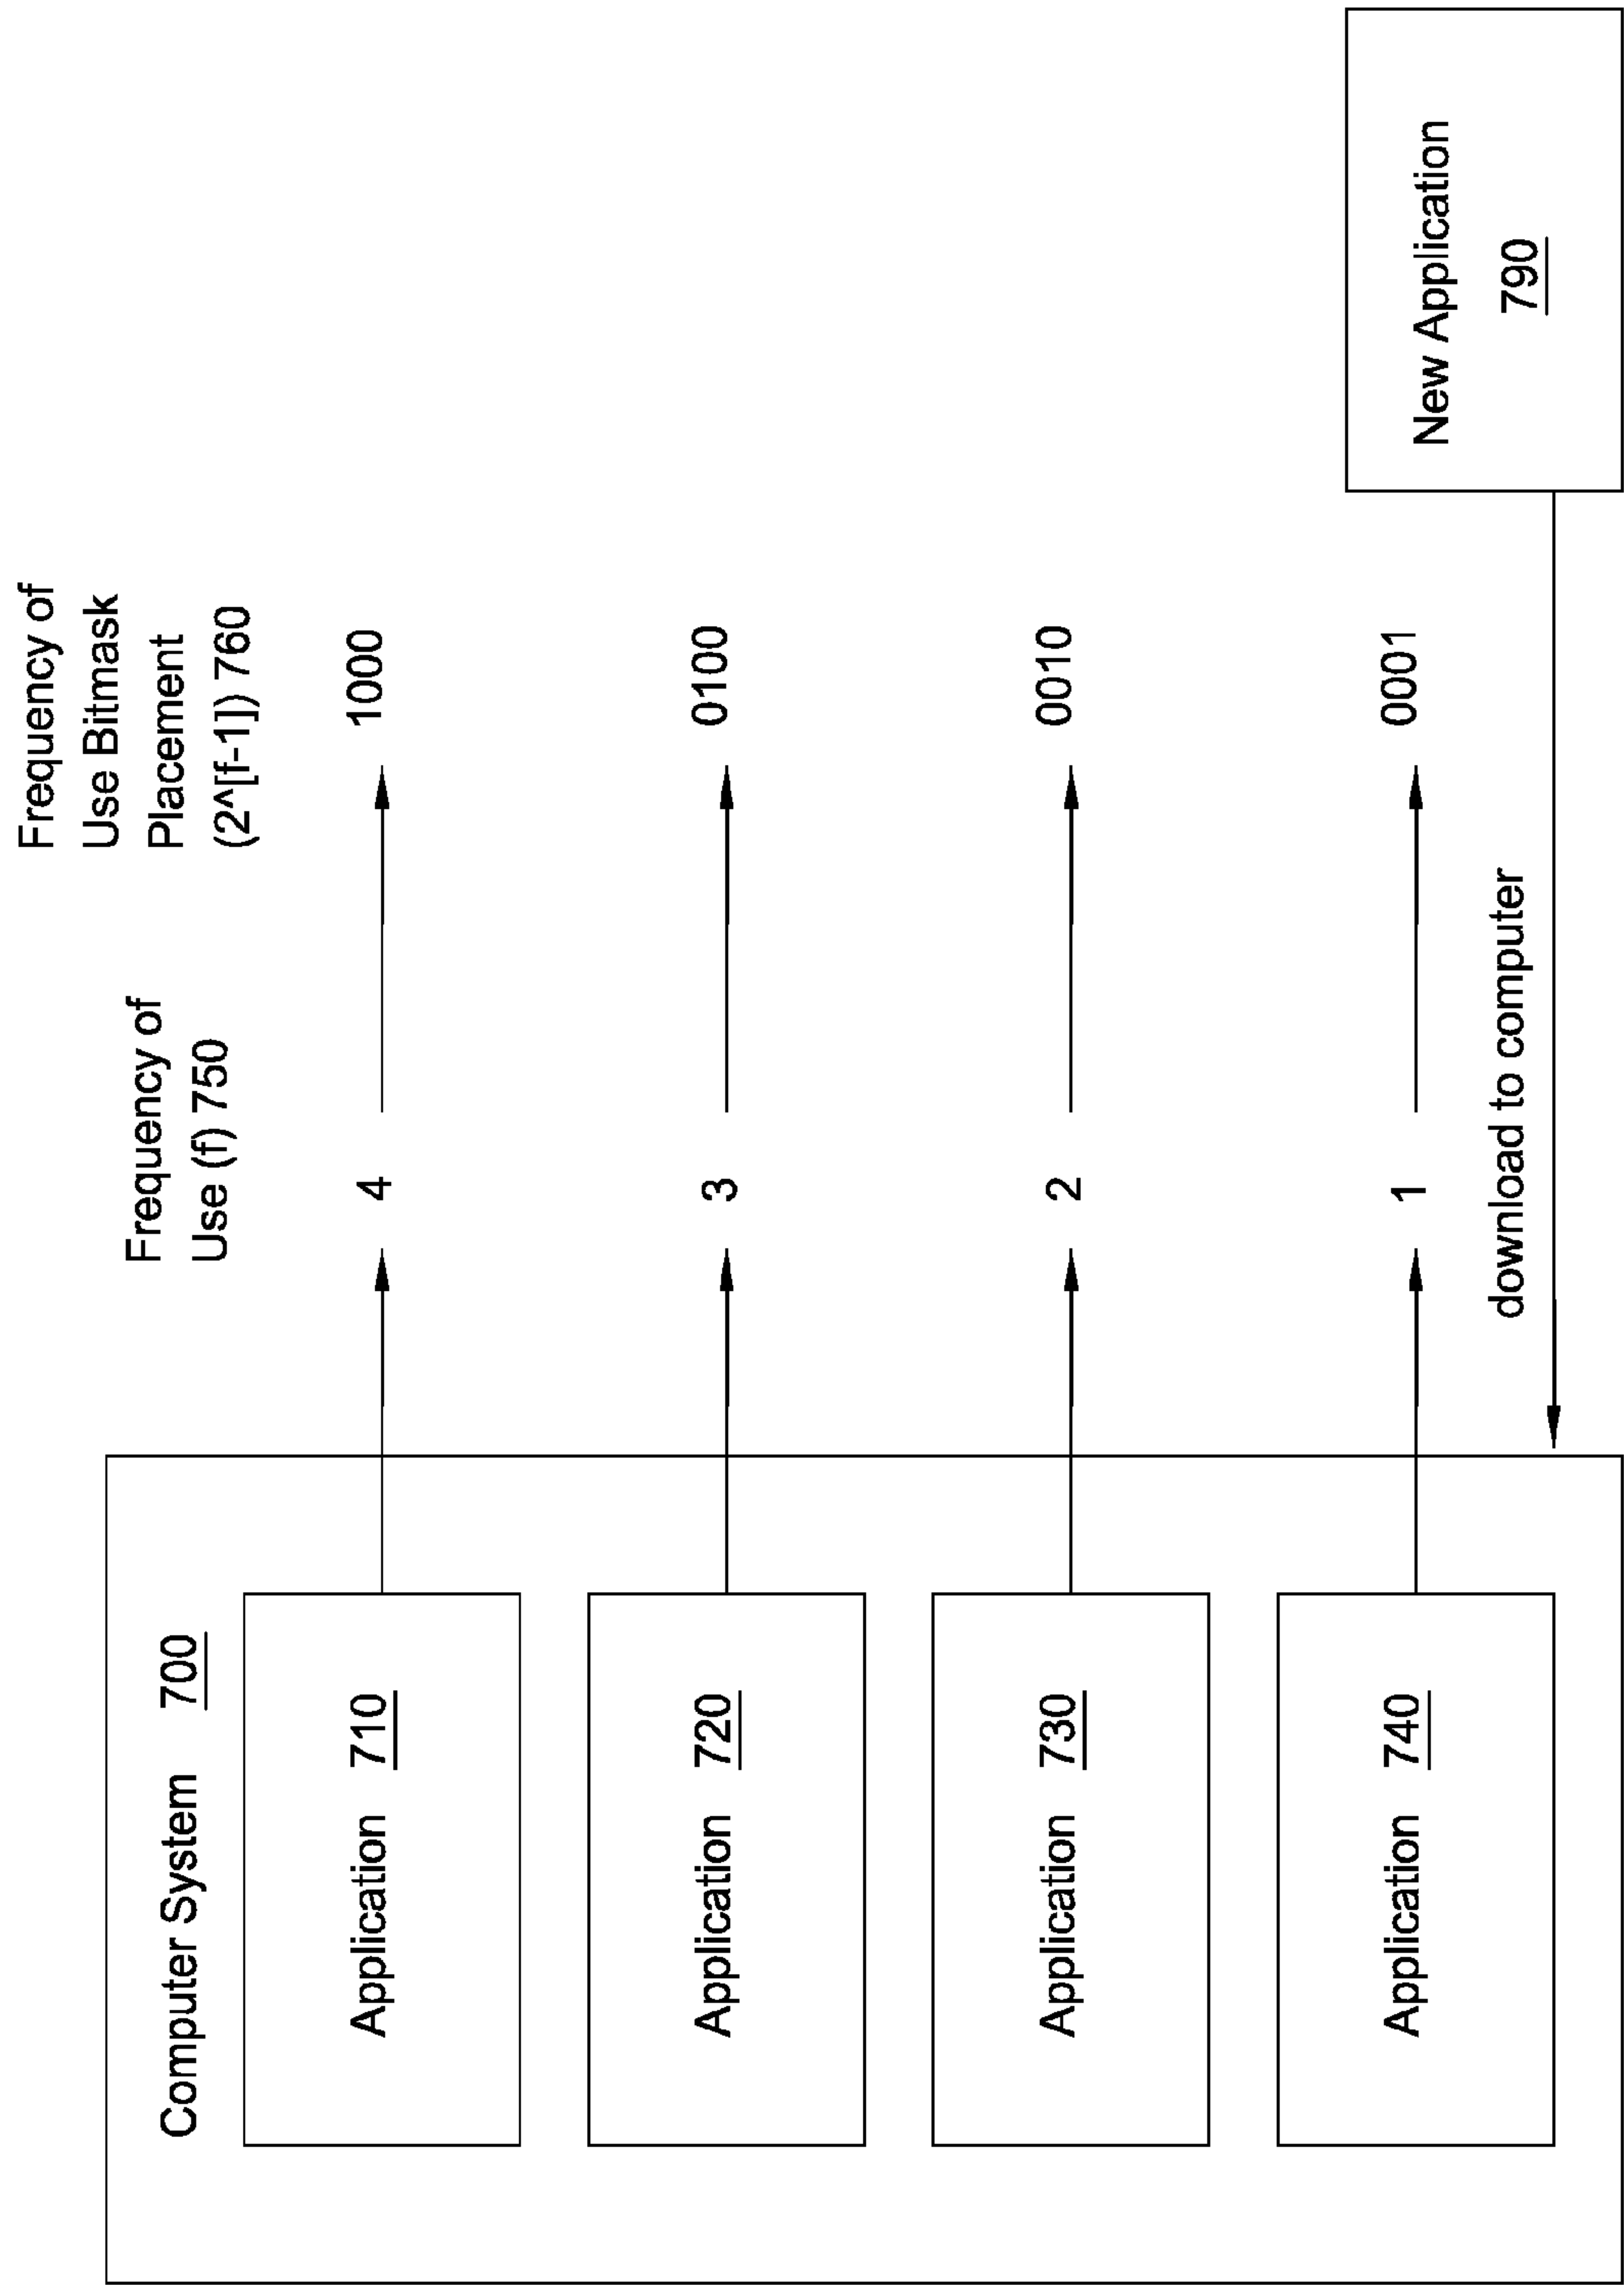 Frequency of
Use Bitmask
Placement
(2^[f-1]) 760
Frequency of
Use (f) 750
Computer System 700
Application 710
4
1000
Application 720
3
0100
Application 730
2
0010
Application 740
1
0001
download to computer
New Application
790